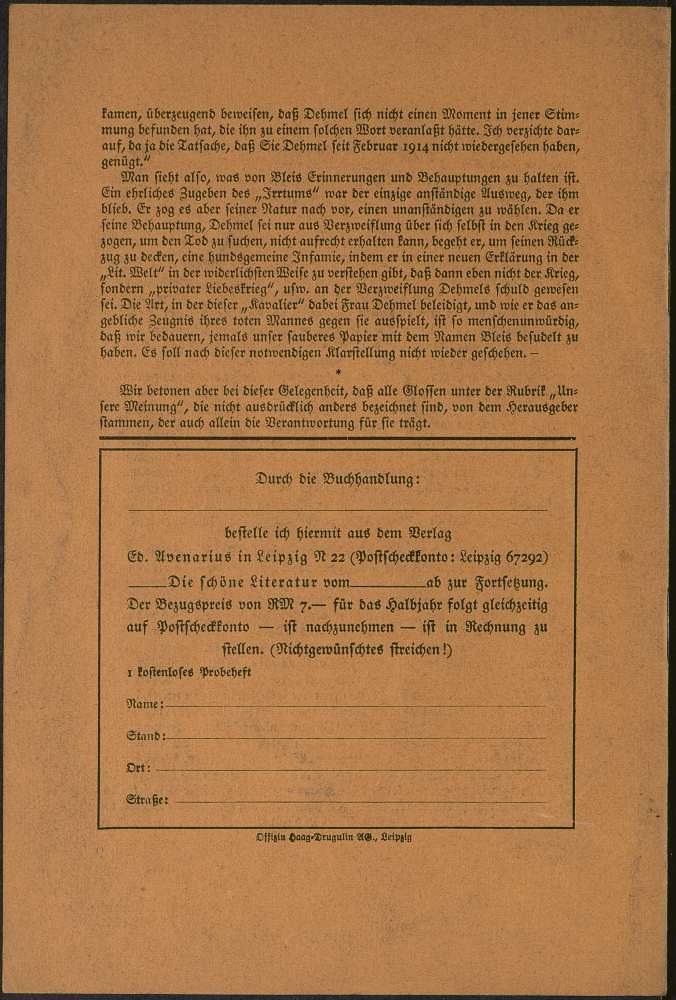 kamen, überzeugend beweisen, daß Dehmel sich nicht einen Moment in jener Stim-
mung befunden hat, die ihn zu einem solchen Wort veranlaßt hätte. Ich verzichte dar-
auf, da ja die Tatsache, daß Sie Dehmel seit Februar 1914 nicht wiedergesehen haben,
genügt.“
Man sieht also, was von Bleis Erinnerungen und Behauptungen zu halten ist.
Ein ehrliches Zugeben des „Irrtums“ war der einzige anständige Ausweg, der ihm
blieb. Er zog es aber seiner Natur nach vor, einen unanständigen zu wählen. Da er
seine Behauptung, Dehmel sei nur aus Verzweiflung über sich selbst in den Krieg ge-
zogen, um den Tod zu suchen, nicht aufrecht erhalten kann, begeht er, um seinen Rück-
zug zu decken, eine hundsgemeine Infamie, indem er in einer neuen Erklärung in der
„Lit. Welt“ in der widerlichsten Weise zu verstehen gibt, daß dann eben nicht der Krieg,
sondern „privater Liebeskrieg“, usw. an der Verzweiflung Dehmels schuld gewesen
sei. Die Art, in der dieser „Kavalier“ dabei Frau Dehmel beleidigt, und wie er das an-
gebliche Zeugnis ihres toten Mannes gegen sie ausspielt, ist so menschenunwürdig,
daß wir bedauern, jemals unser sauberes Papier mit dem Namen Bleis besudelt zu
haben. Es soll nach dieser notwendigen Klarstellung nicht wieder geschehen. –
*
Wir betonen aber bei dieser Gelegenheit, daß alle Glossen unter der Rubrik „Un-
sere Meinung“, die nicht ausdrücklich anders bezeichnet sind, von dem Herausgeber
stammen, der auch allein die Verantwortung für sie trägt.
Durch die Buchhandlung:
bestelle ich hiermit aus dem Verlag
Ed. Avenarius in Leipzig N 22 (Postscheckkonto: Leipzig 67292)
____Die schöne Literatur vom________ab zur Fortsetzung.
Der Bezugspreis von RM 7.— für das Halbjahr folgt gleichzeitig
auf Postscheckkonto — ist nachzunehmen — ist in Rechnung zu
stellen. (Nichtgewünschtes streichen!)
1 kostenloses Probeheft
Name:
Stand:
Ort:
Straße:
Offizin Haag-Drugulin AG., Leipzig